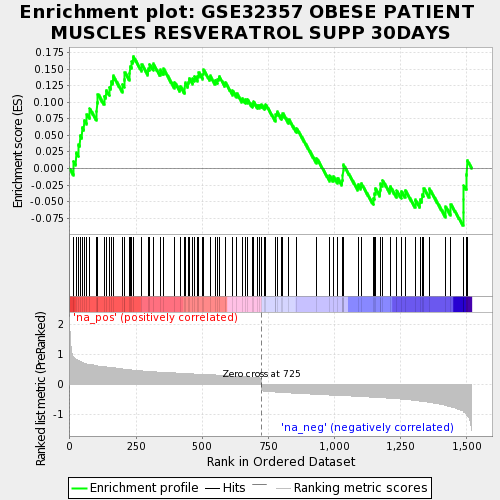 Enrichment plot: GSE32357 OBESE PATIENT
MUSCLES RESVERATROL SUPP 30DAYS
Enrichment score (ES)
0.175
0.150
0.125
0.100
0.075
0.050
0.025
0.000
-0.025
-0.050
-0.075
'na_pos' (positively correlated)
Ranked list metric (PreRanked)
2
1
0
-1
Zero cross at 725
'na_neg' (negatively correlated)
0
250
500
750
1,000
1,250
1,500
Rank in Ordered Dataset
Enrichment profile
Hits
Ranking metric scores